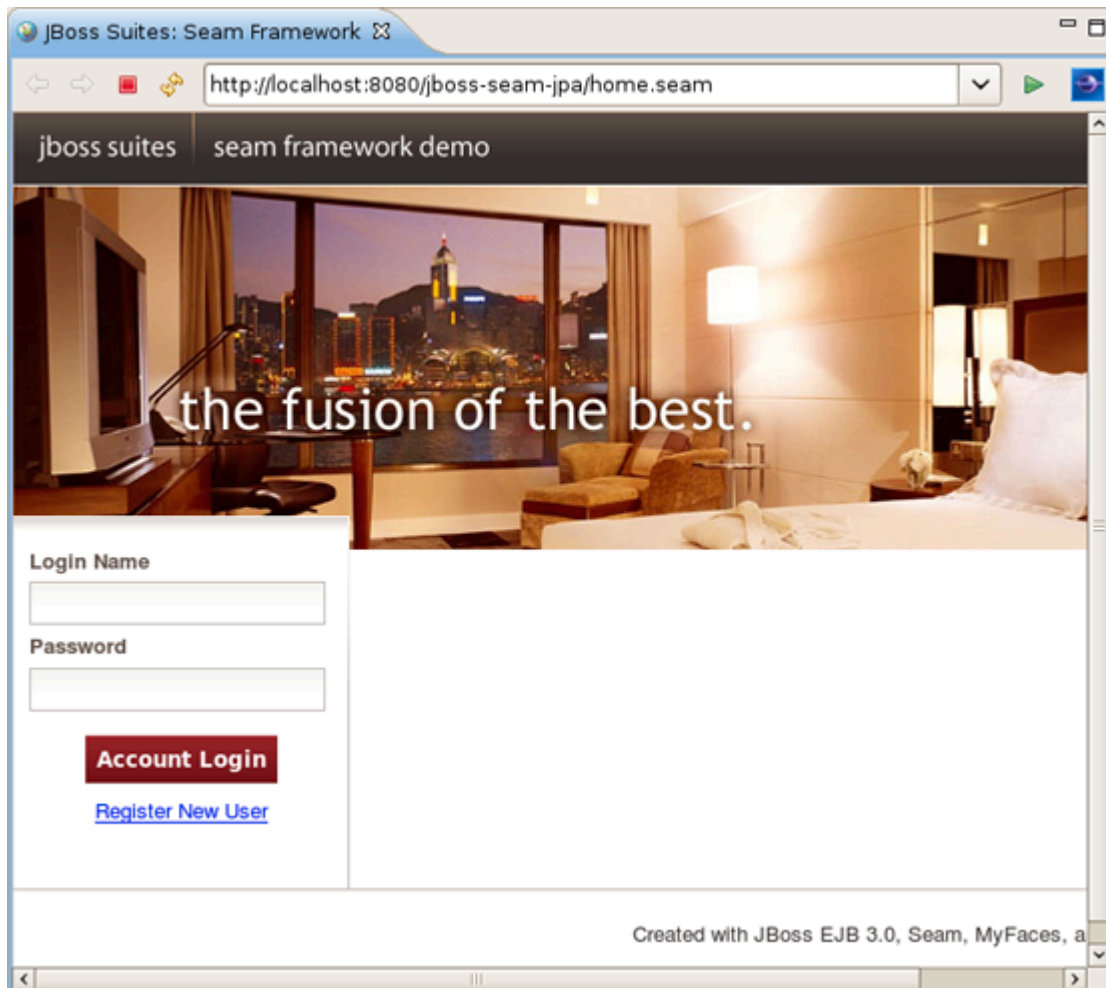 JBoss Suites: Seam Framework
http://localhost:8080/jboss-seam-jpa/home.seam
jboss suites seam framework demo
the fusion of the best.
Login Name
Password
Account Login
Register New User
Created with JBoss EJB 3.0, Seam, MyFaces, a